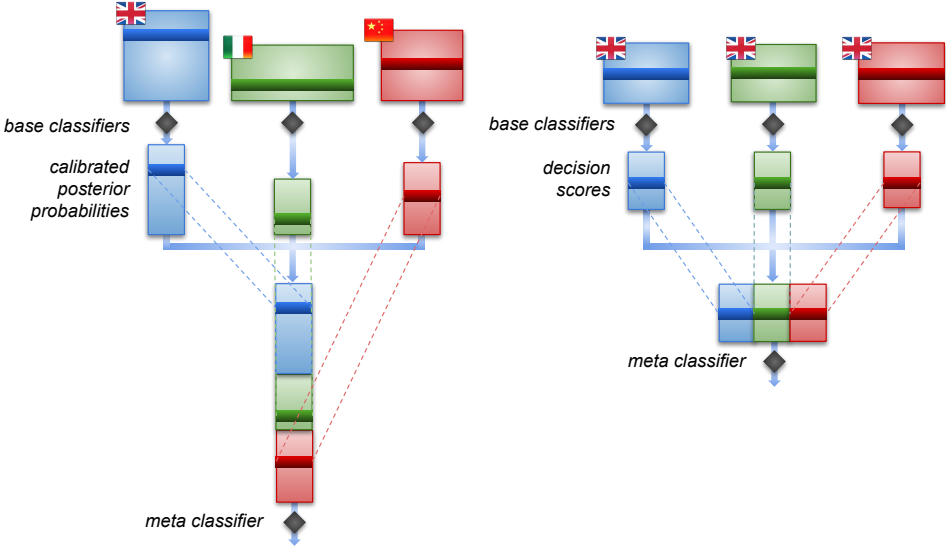 base classifiers
calibrated
posterior
probabilities
meta classifier
base classifiers
decision
scores
meta classifier